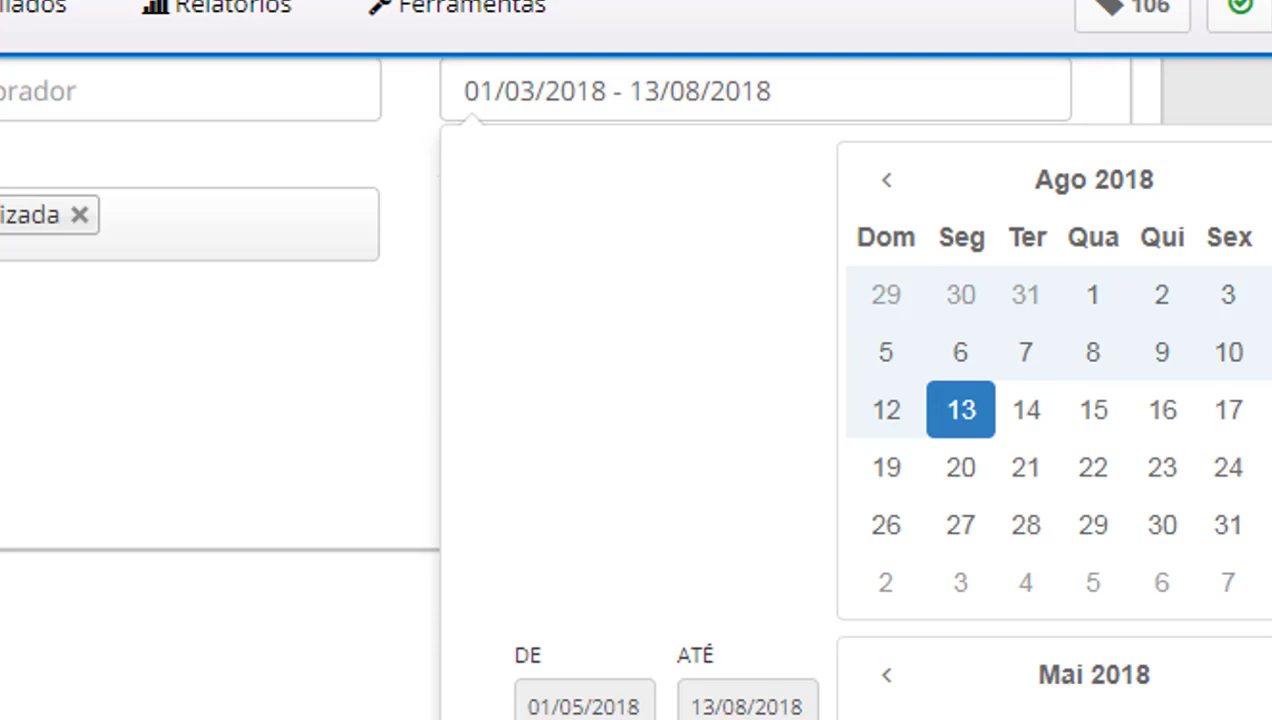 Relatórios
Ferramentas
106
01/03/2018 - 13/08/2018
Ago 2018
Dom Seg Ter Qua Qui Sex
29 30 31 1 2 3
5 6 7 8 9 10
12 13 14 15 16 17
19 20 21 22 23 24
26 27 28 29 30 31
2 3 4 5 6 7
DE ATÉ
01/05/2018 13/08/2018
Mai 2018